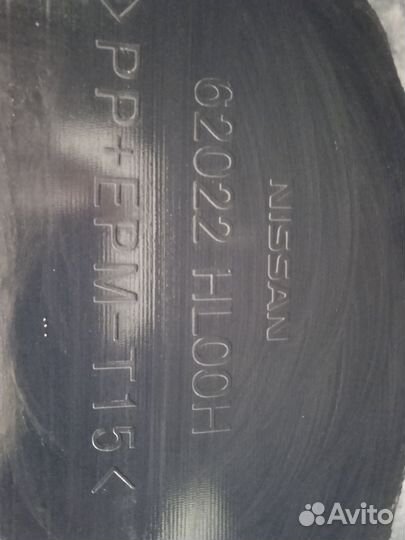 NISSAN
62022 HL00H
>PP+EPM-T15<
Avito